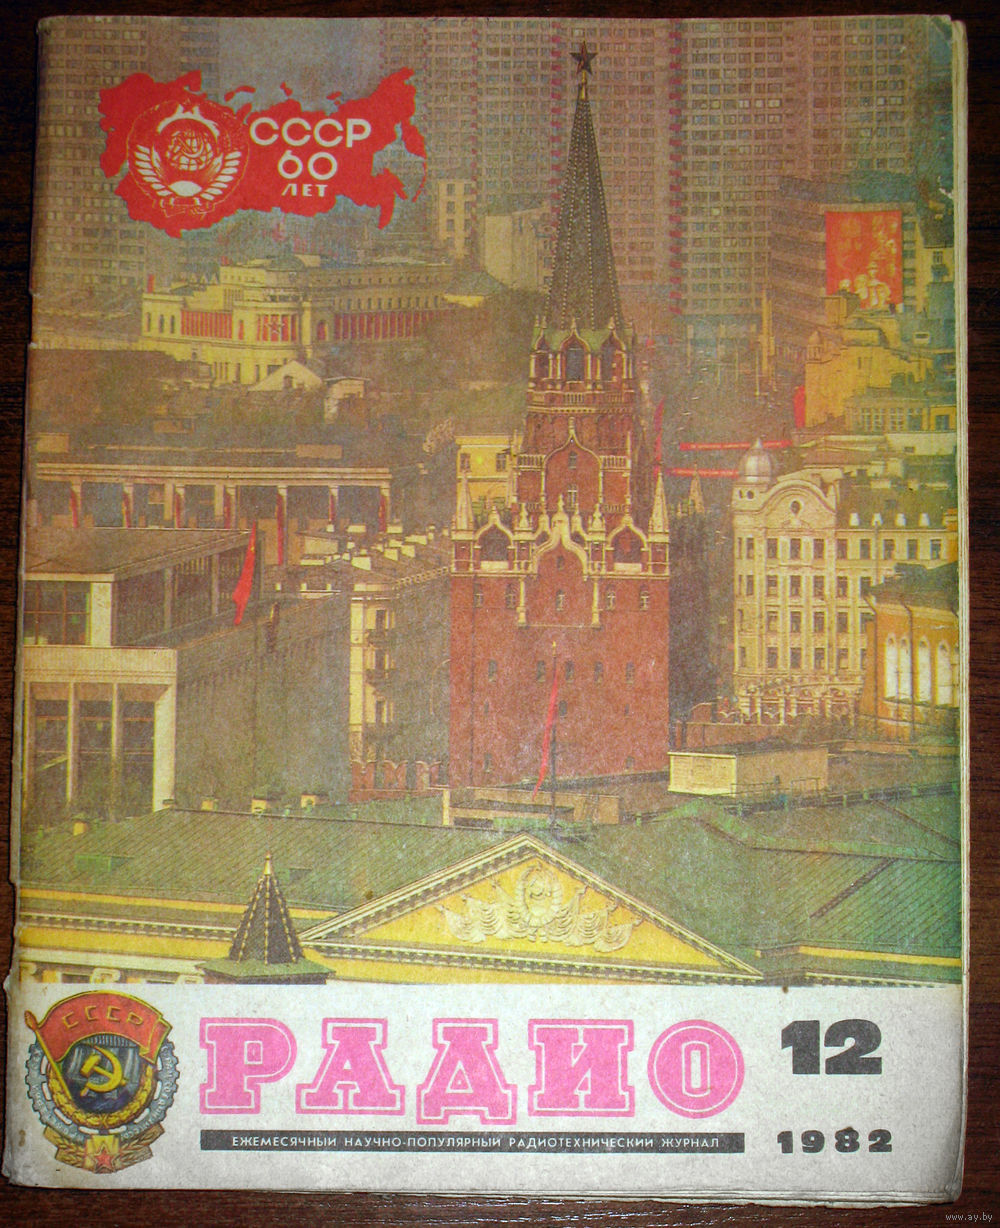 СССР
60
ЛЕТ
СССР
РАДИО
12
ЕЖЕМЕСЯЧНЫЙ НАУЧНО-ПОПУЛЯРНЫЙ РАДИОТЕХНИЧЕСКИЙ ЖУРНАЛ
1982
www.ay.by